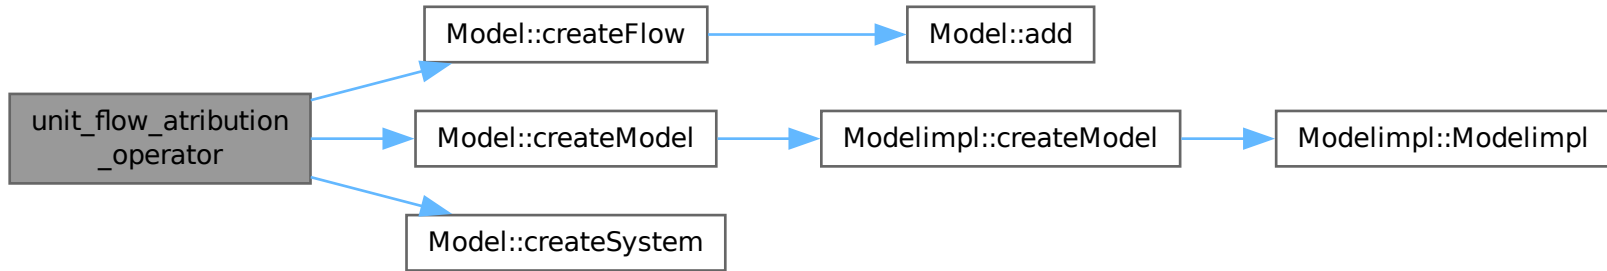 unit_flow_atribution
_operator
Model::createFlow
Model::add
Model::createModel
Modelimpl::createModel
Modelimpl::Modelimpl
Model::createSystem